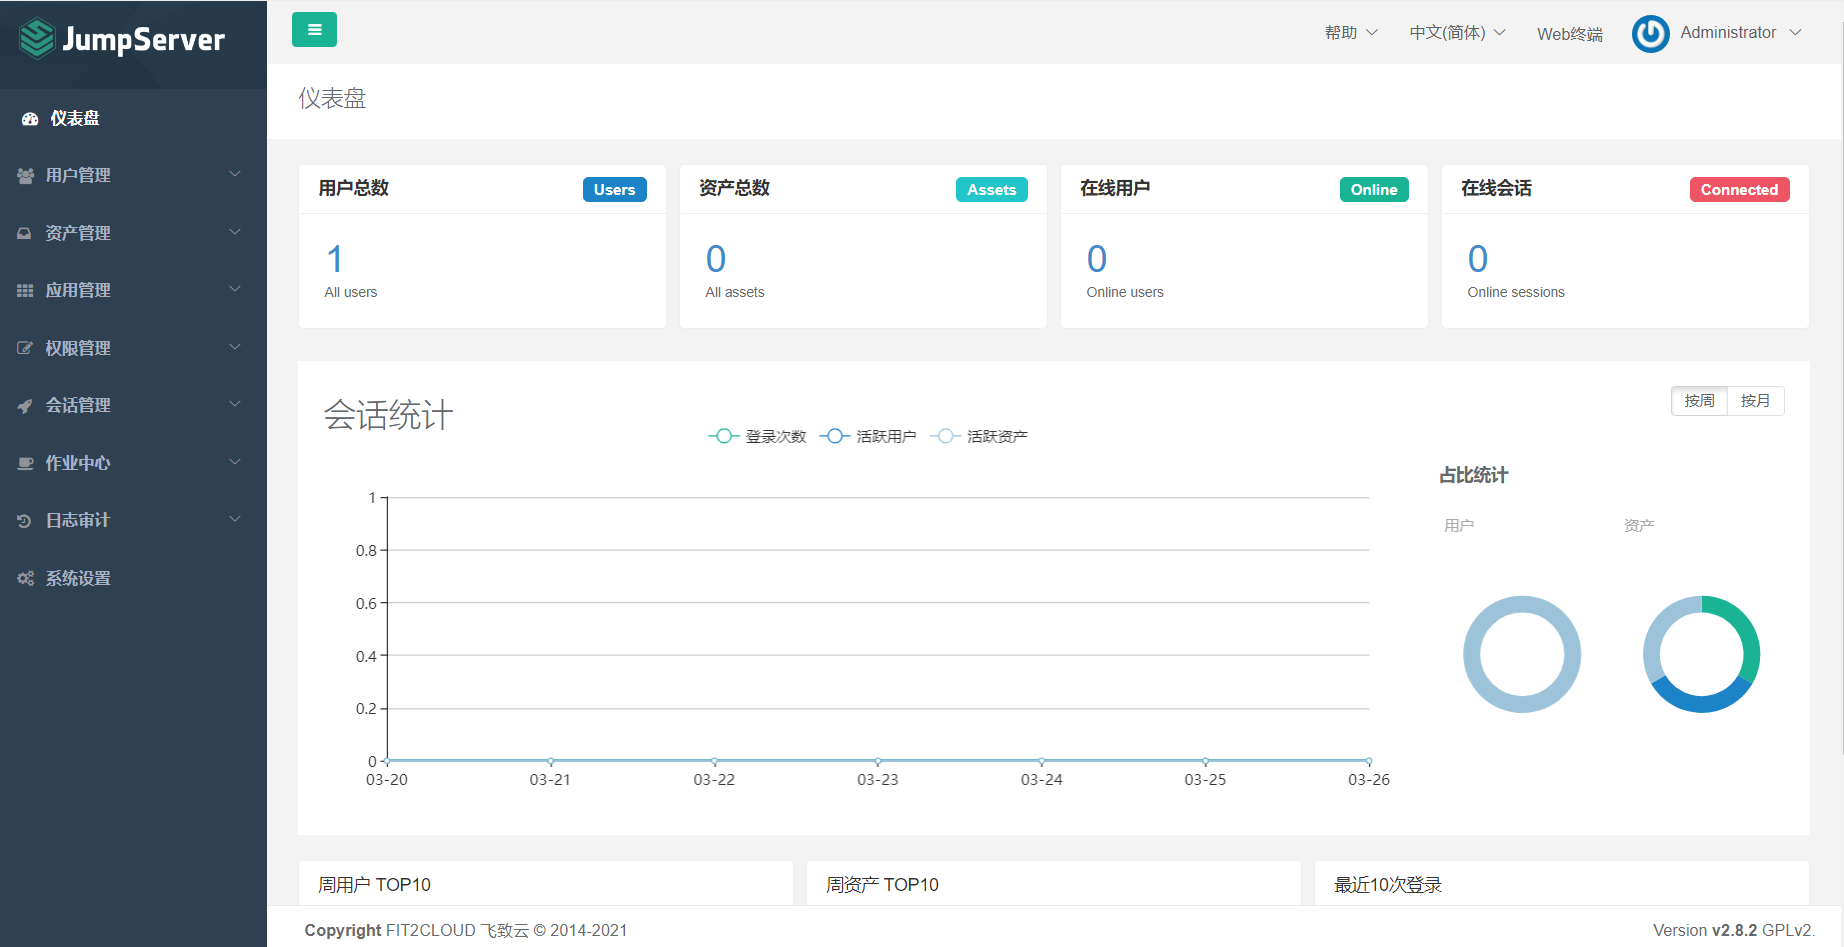 JumpServer
帮助
中文(简体)
Web终端
Administrator
仪表盘
用户管理
资产管理
应用管理
权限管理
会话管理
作业中心
日志审计
系统设置
仪表盘
用户总数 Users
1
All users
资产总数 Assets
0
All assets
在线用户 Online
0
Online users
在线会话 Connected
0
Online sessions
会话统计
按周 按月
登录次数 活跃用户 活跃资产
1
0.8
0.6
0.4
0.2
0
03-20 03-21 03-22 03-23 03-24 03-25 03-26
占比统计
用户 资产
周用户 TOP10
周资产 TOP10
最近10次登录
Copyright FIT2CLOUD 飞致云 © 2014-2021
Version v2.8.2 GPLv2.